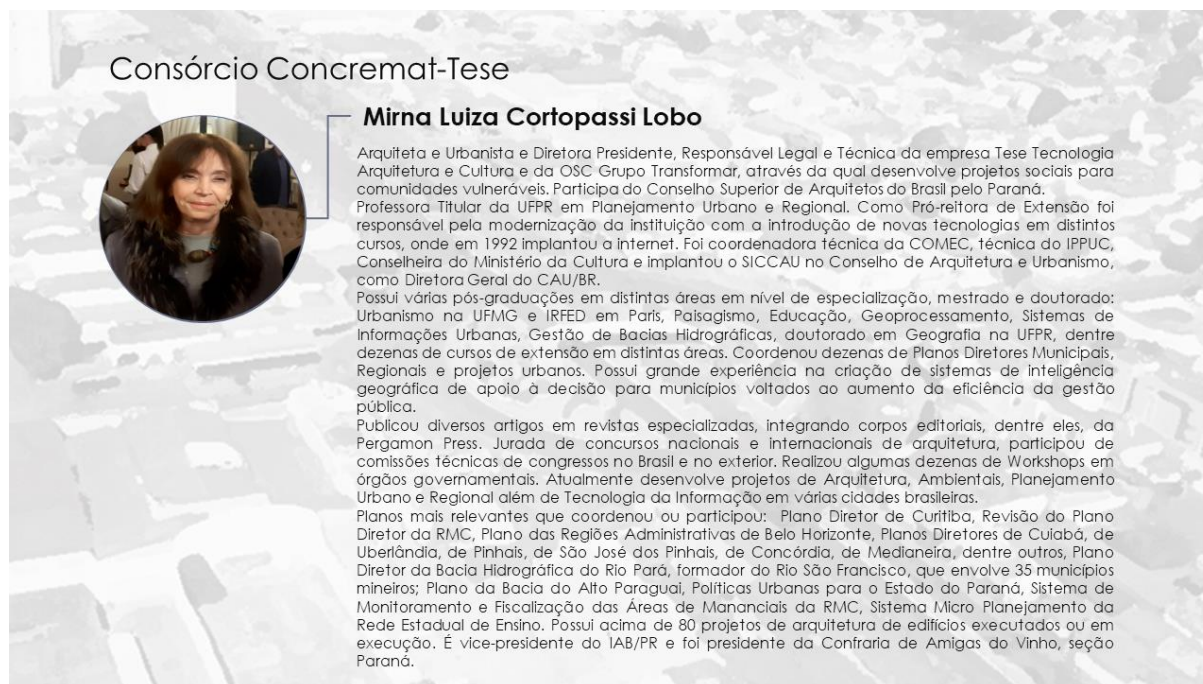 Consórcio Concremat-Tese
Mirna Luiza Cortopassi Lobo
Arquiteta e Urbanista e Diretora Presidente, Responsável Legal e Técnica da empresa Tese Tecnologia
Arquitetura e Cultura e da OSC Grupo Transformar, através da qual desenvolve projetos sociais para
comunidades vulneráveis. Participa do Conselho Superior de Arquitetos do Brasil pelo Paraná.
Professora Titular da UFPR em Planejamento Urbano e Regional. Como Pró-reitora de Extensão foi
responsável pela modernização da instituição com a introdução de novas tecnologias em distintos
cursos, onde em 1992 implantou a internet. Foi coordenadora técnica da COMEC, técnica do IPPUC,
Conselheira do Ministério da Cultura e implantou o SICCAU no Conselho de Arquitetura e Urbanismo,
como Diretora Geral do CAU/BR.
Possui várias pós-graduações em distintas áreas em nível de especialização, mestrado e doutorado:
Urbanismo na UFMG e IRFED em Paris, Paisagismo, Educação, Geoprocessamento, Sistemas de
Informações Urbanas, Gestão de Bacias Hidrográficas, doutorado em Geografia na UFPR, dentre
dezenas de cursos de extensão em distintas áreas. Coordenou dezenas de Planos Diretores Municipais,
Regionais e projetos urbanos. Possui grande experiência na criação de sistemas de inteligência
geográfica de apoio à decisão para municípios voltados ao aumento da eficiência da gestão
pública.
Publicou diversos artigos em revistas especializadas, integrando corpos editoriais, dentre eles, da
Pergamon Press. Jurada de concursos nacionais e internacionais de arquitetura, participou de
comissões técnicas de congressos no Brasil e no exterior. Realizou algumas dezenas de Workshops em
órgãos governamentais. Atualmente desenvolve projetos de Arquitetura, Ambientais, Planejamento
Urbano e Regional além de Tecnologia da Informação em várias cidades brasileiras.
Planos mais relevantes que coordenou ou participou: Plano Diretor de Curitiba, Revisão do Plano
Diretor da RMC, Plano das Regiões Administrativas de Belo Horizonte, Planos Diretores de Cuiabá, de
Uberlândia, de Pinhais, de São José dos Pinhais, de Concórdia, de Medianeira, dentre outros, Plano
Diretor da Bacia Hidrográfica do Rio Pará, formador do Rio São Francisco, que envolve 35 municípios
mineiros; Plano da Bacia do Alto Paraguai, Políticas Urbanas para o Estado do Paraná, Sistema de
Monitoramento e Fiscalização das Áreas de Mananciais da RMC, Sistema Micro Planejamento da
Rede Estadual de Ensino. Possui acima de 80 projetos de arquitetura de edifícios executados ou em
execução. É vice-presidente do IAB/PR e foi presidente da Confraria de Amigas do Vinho, seção
Paraná.